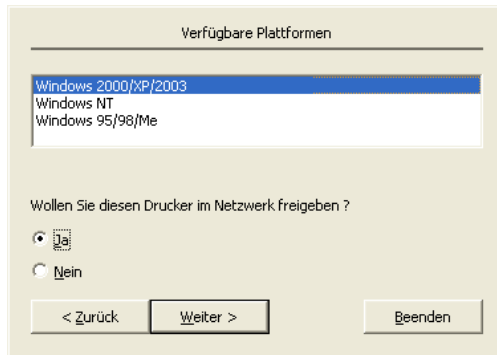 Verfügbare Plattformen
Windows 2000/XP/2003
Windows NT
Windows 95/98/Me
Wollen Sie diesen Drucker im Netzwerk freigeben ?
Ja
Nein
< Zurück Weiter > Beenden